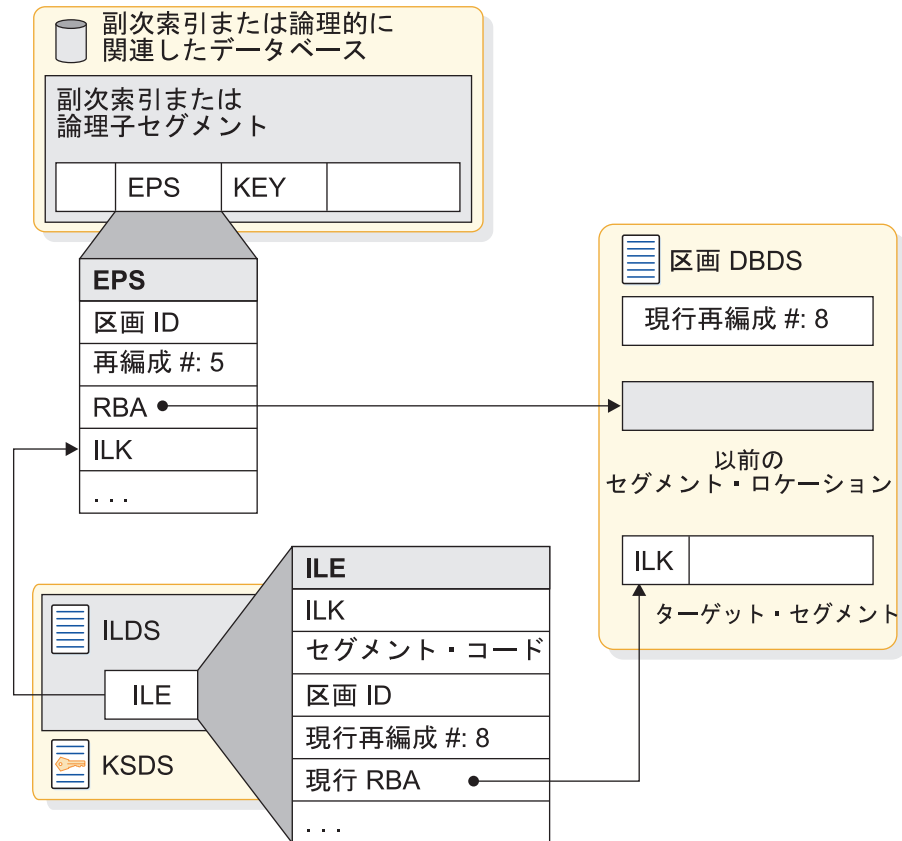 副次索引または論理的に
関連したデータベース
副次索引または
論理子セグメント
EPS
KEY
EPS
区画 ID
再編成 #: 5
RBA
ILK
. . .
区画 DBDS
現行再編成 #: 8
以前の
セグメント・ロケーション
ILK
ターゲット・セグメント
ILDS
ILE
KSDS
ILE
ILK
セグメント・コード
区画 ID
現行再編成 #: 8
現行 RBA
. . .